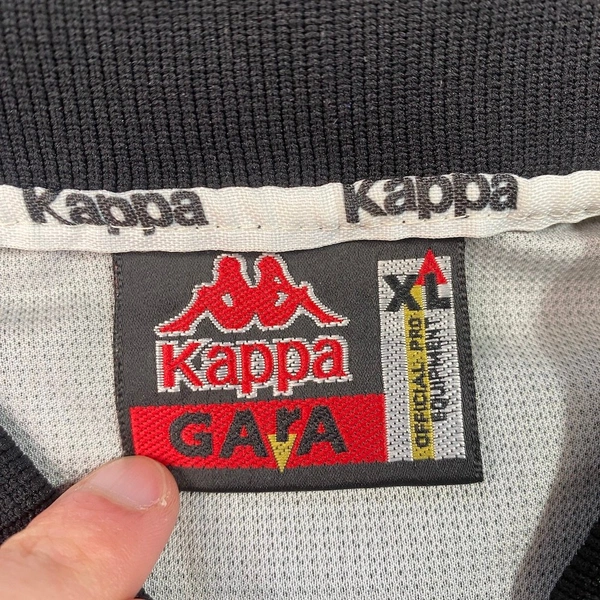 Kappa Kappa
Kappa
GArA
XL
OFFICIAL PRO
EQUIPMENT